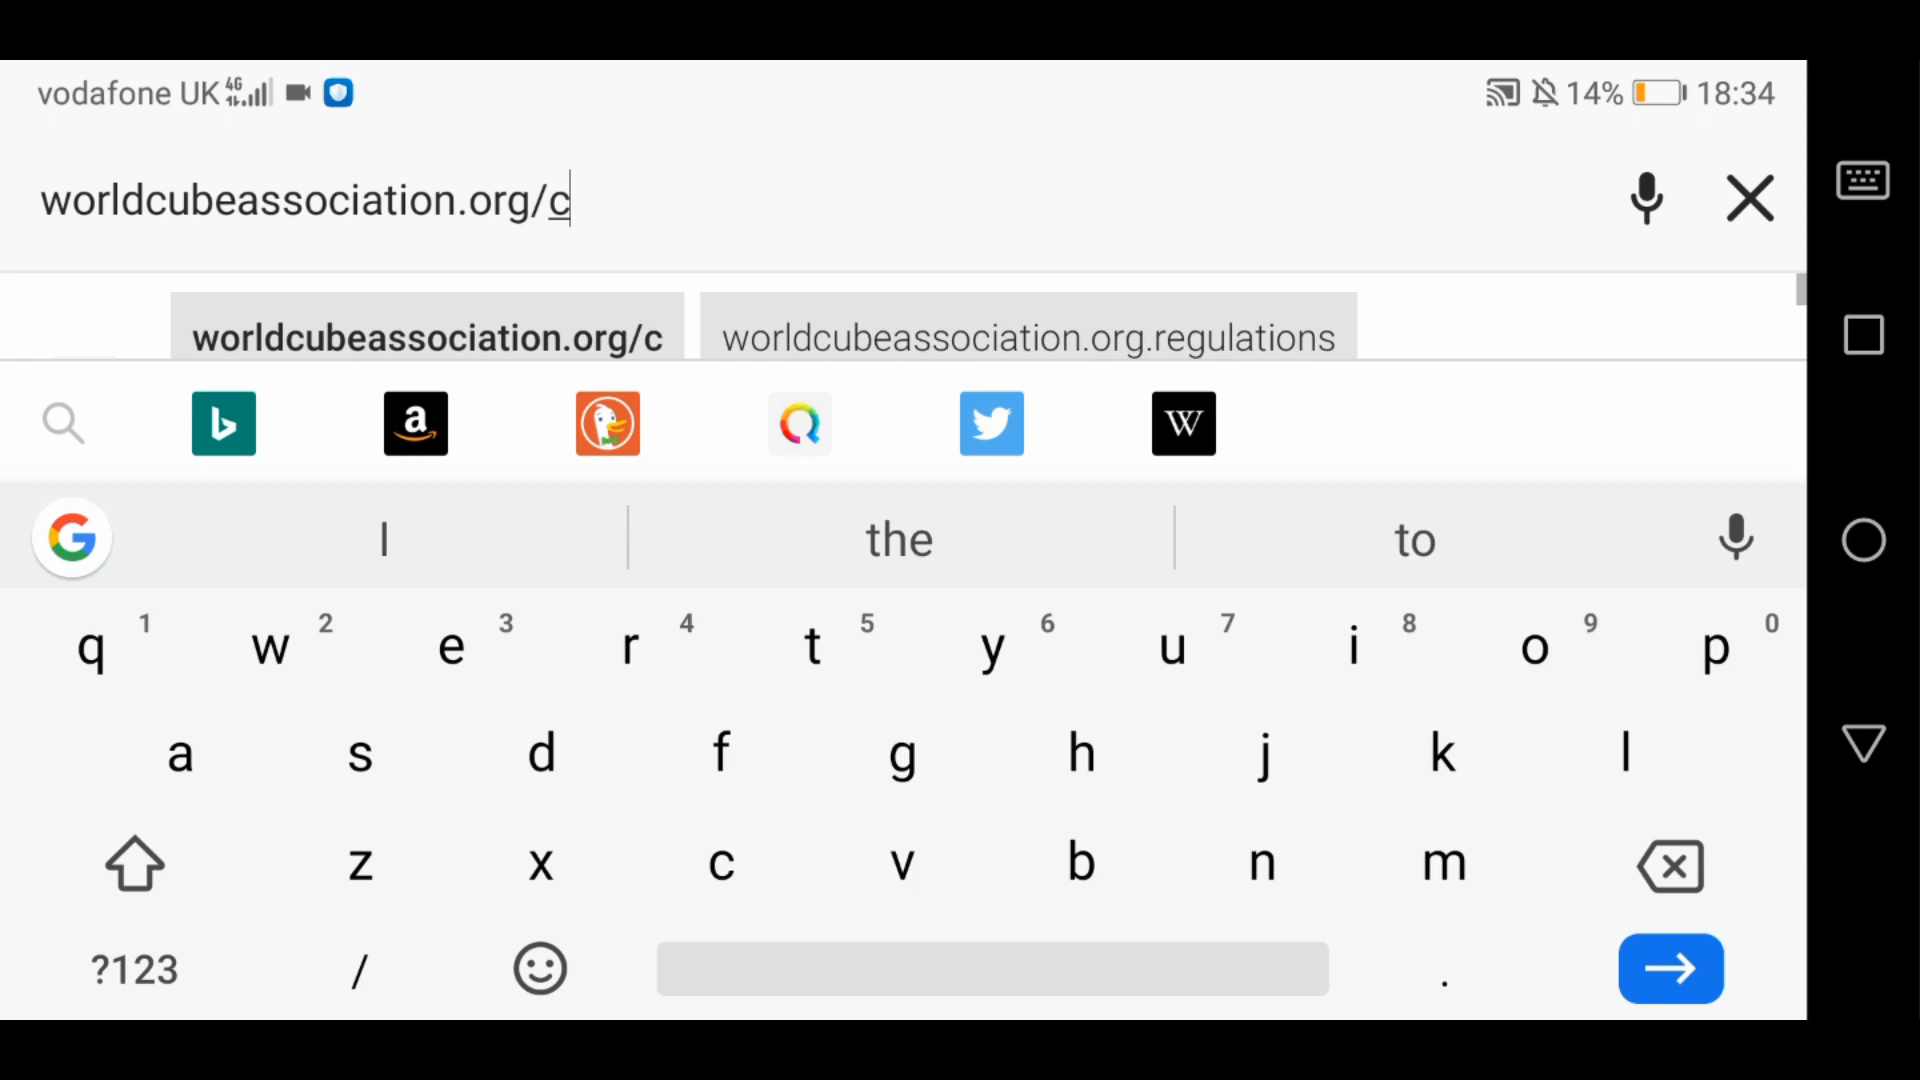 vodafone UK 4G 14% 18:34
worldcubeassociation.org/c
worldcubeassociation.org/c worldcubeassociation.org.regulations
b a W
G I the to
q 1 w 2 e 3 r 4 t 5 y 6 u 7 i 8 o 9 p 0
a s d f g h j k l
z x c v b n m
?123 / .